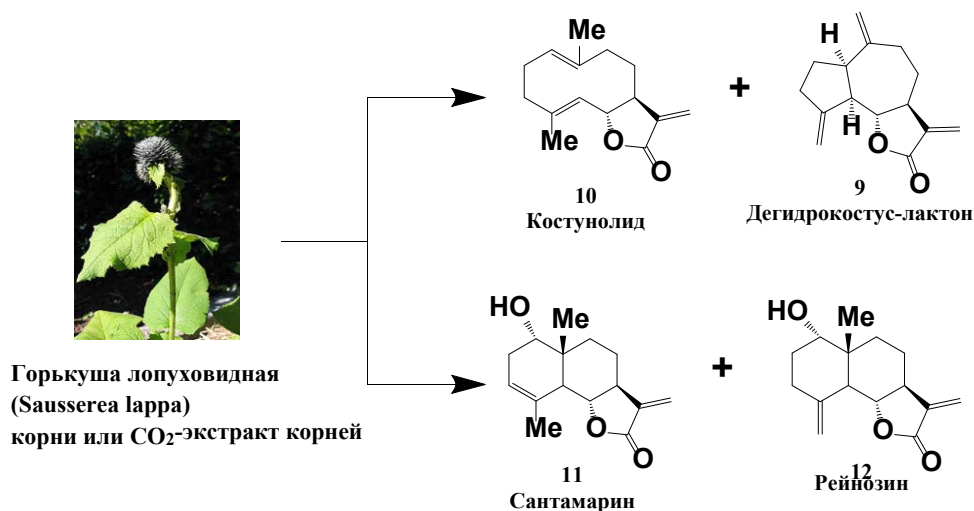 Me
Me
O
O
10
Костунолид
+
H
H
O
O
9
Дегидрокостус-лактон
Горькуша лопуховидная
(Sausserea lappa)
корни или CO2-экстракт корней
HO
Me
Me
O
O
11
Сантамарин
+
HO
Me
O
O
12
Рейнозин